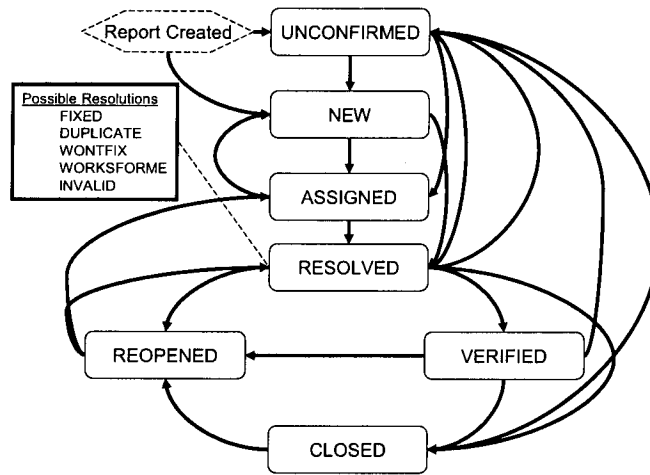 Report Created
UNCONFIRMED
Possible Resolutions
FIXED
DUPLICATE
WONTFIX
WORKSFORME
INVALID
NEW
ASSIGNED
RESOLVED
REOPENED
VERIFIED
CLOSED